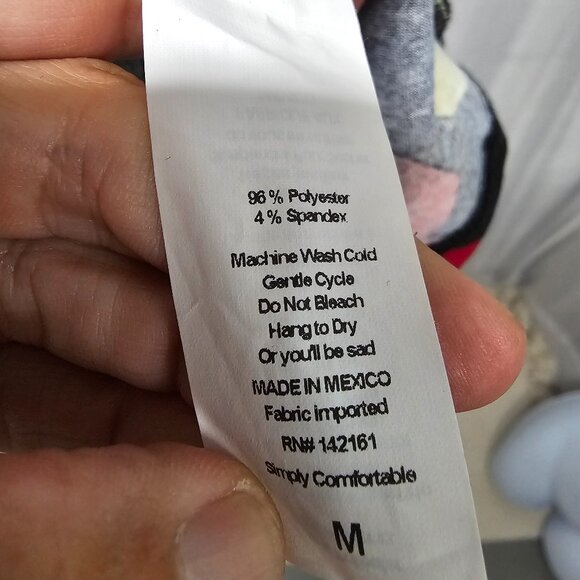 96% Polyester
4% Spandex
Machine Wash Cold
Gentle Cycle
Do Not Bleach
Hang to Dry
Or you'll be sad
MADE IN MEXICO
Fabric imported
RN# 142161
Simply Comfortable
M